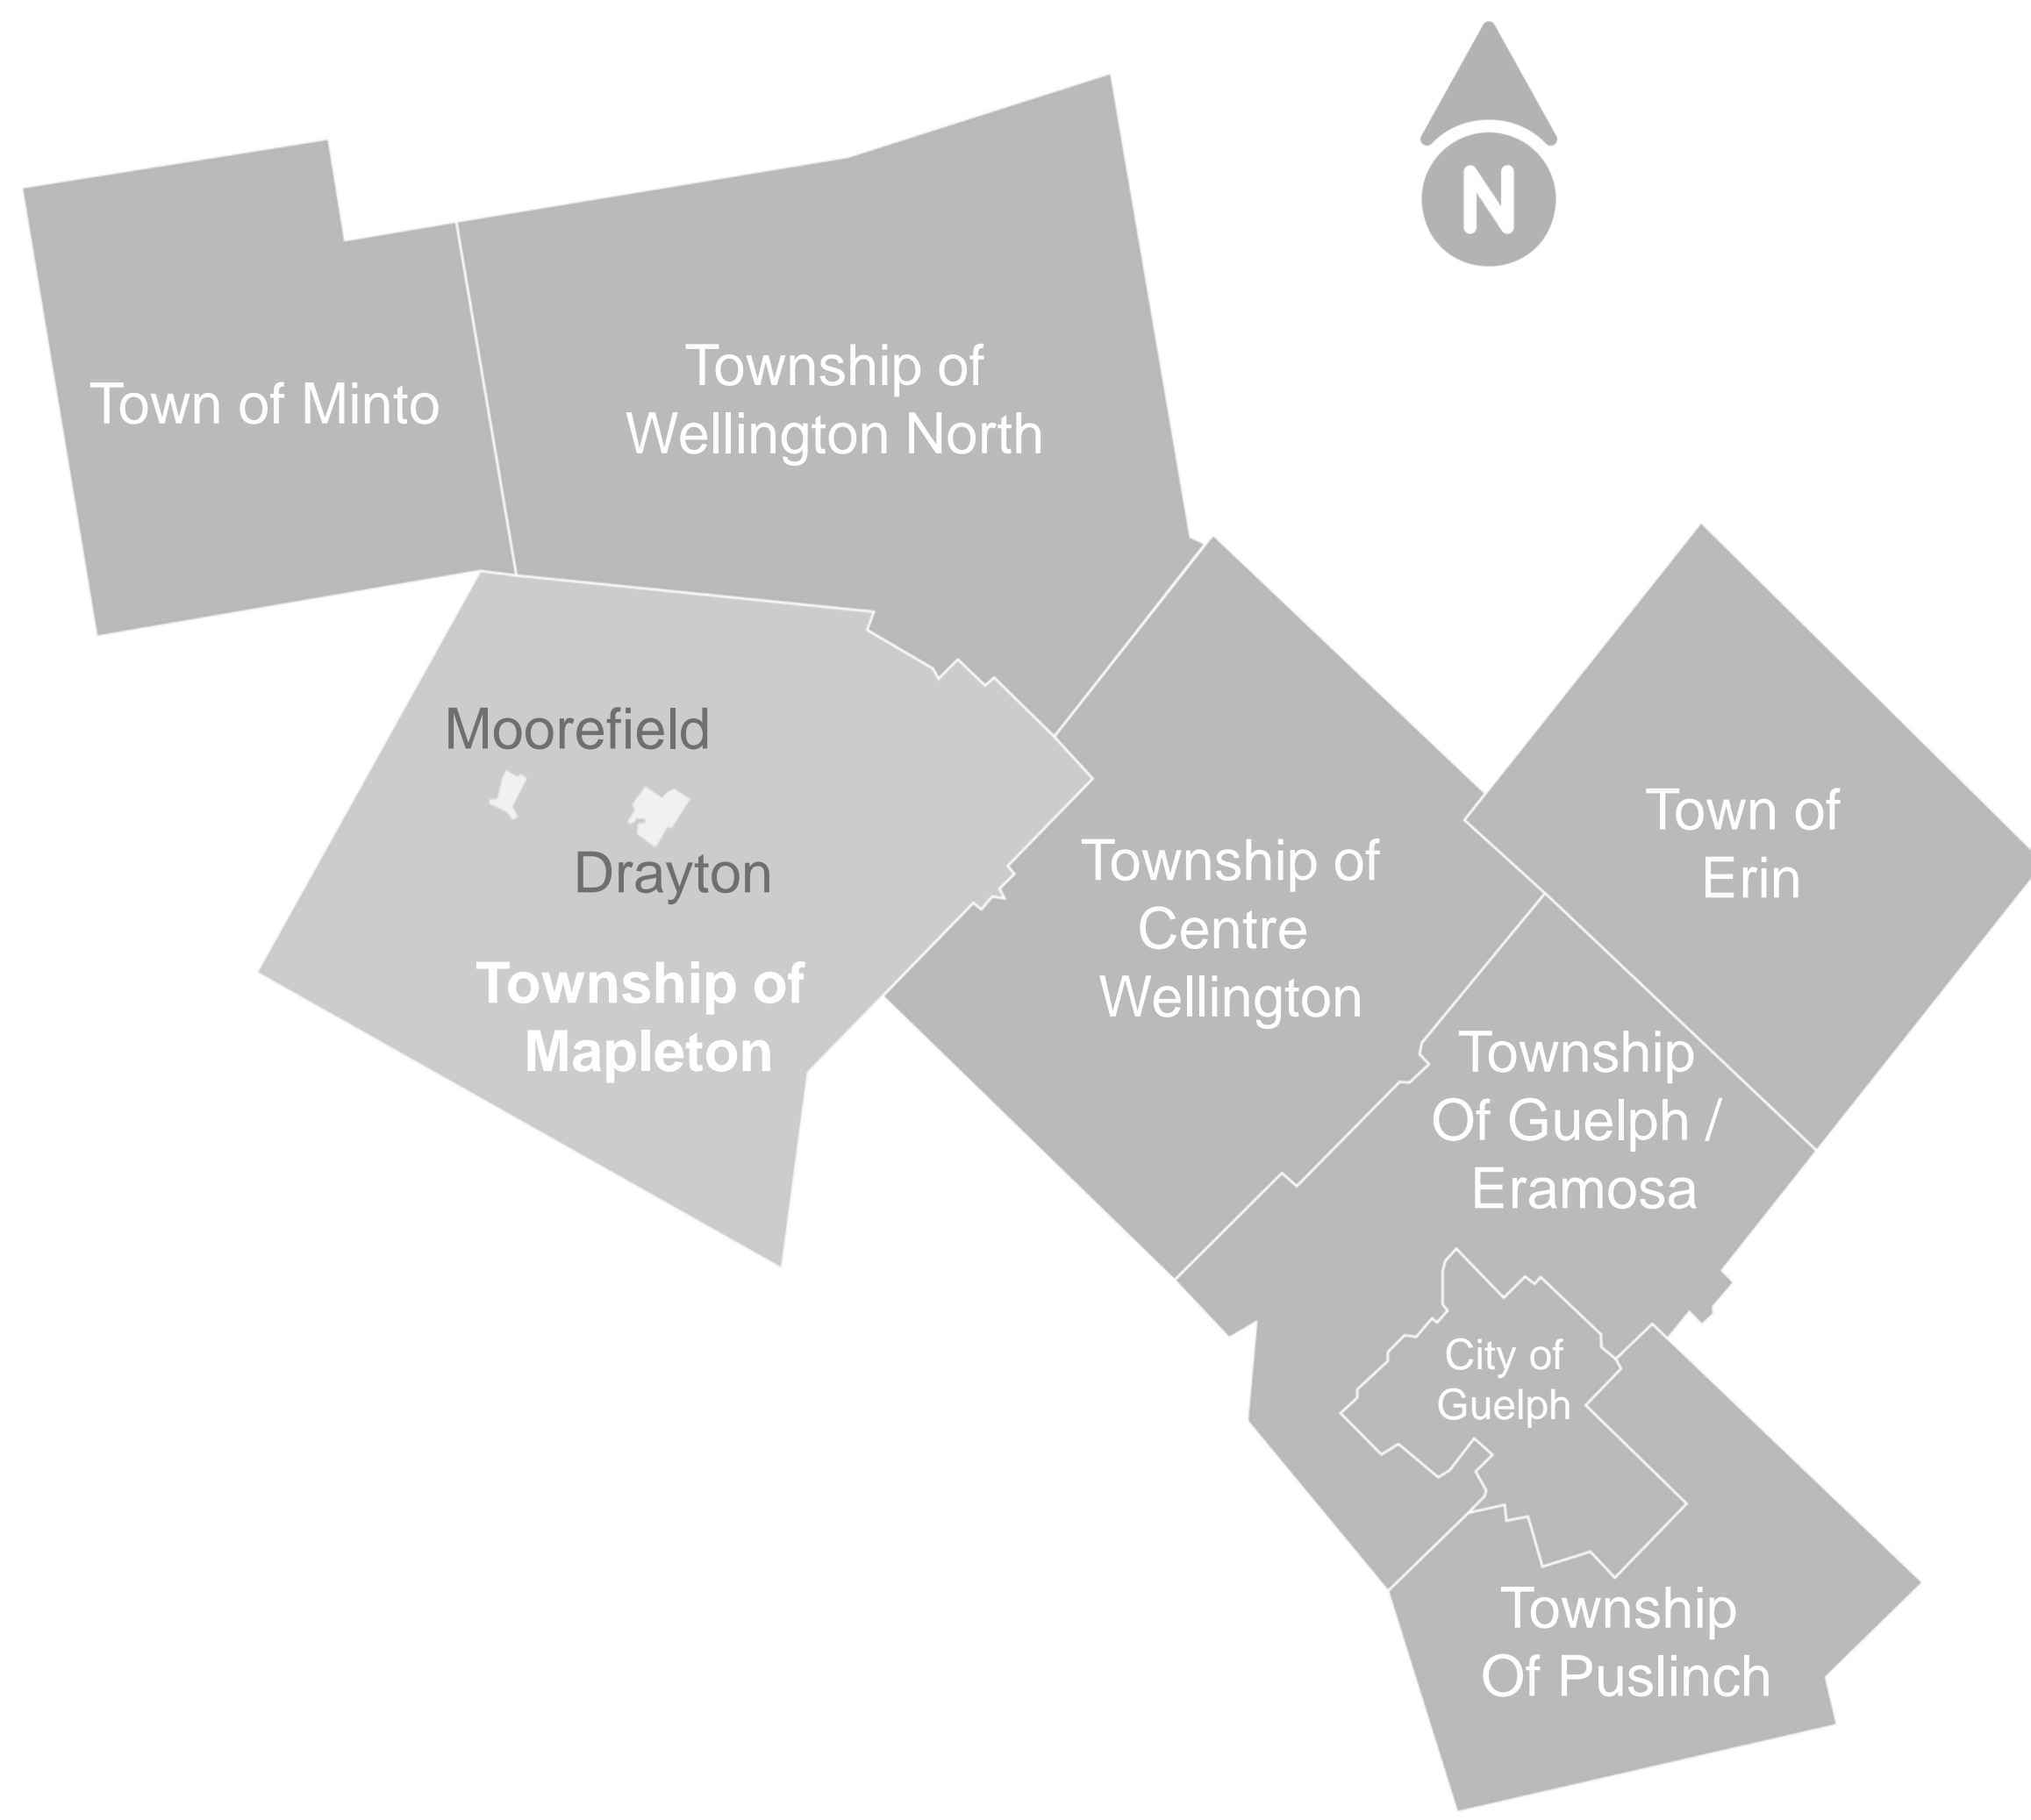 N
Town of Minto
Township of
Wellington North
Moorefield
Drayton
Township of
Mapleton
Township of
Centre
Wellington
Town of
Erin
Township
Of Guelph /
Eramosa
City of
Guelph
Township
Of Puslinch